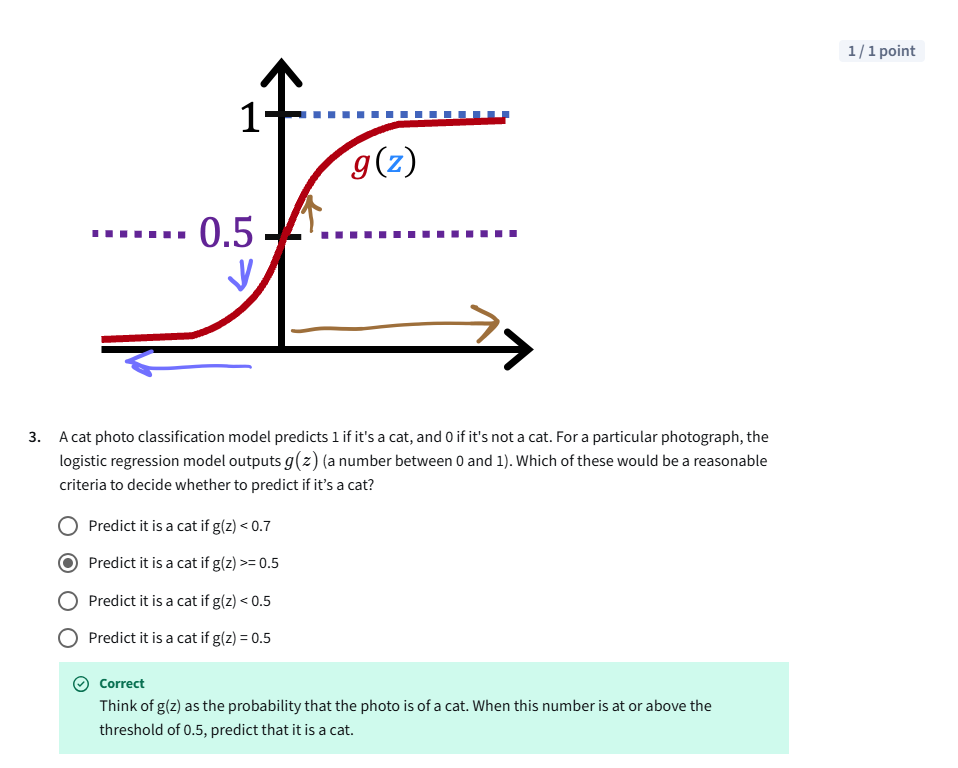 1 / 1 point
1
g(z)
0.5
3. A cat photo classification model predicts 1 if it's a cat, and 0 if it's not a cat. For a particular photograph, the
logistic regression model outputs g(z) (a number between 0 and 1). Which of these would be a reasonable
criteria to decide whether to predict if it’s a cat?
Predict it is a cat if g(z) < 0.7
Predict it is a cat if g(z) >= 0.5
Predict it is a cat if g(z) < 0.5
Predict it is a cat if g(z) = 0.5
Correct
Think of g(z) as the probability that the photo is of a cat. When this number is at or above the
threshold of 0.5, predict that it is a cat.